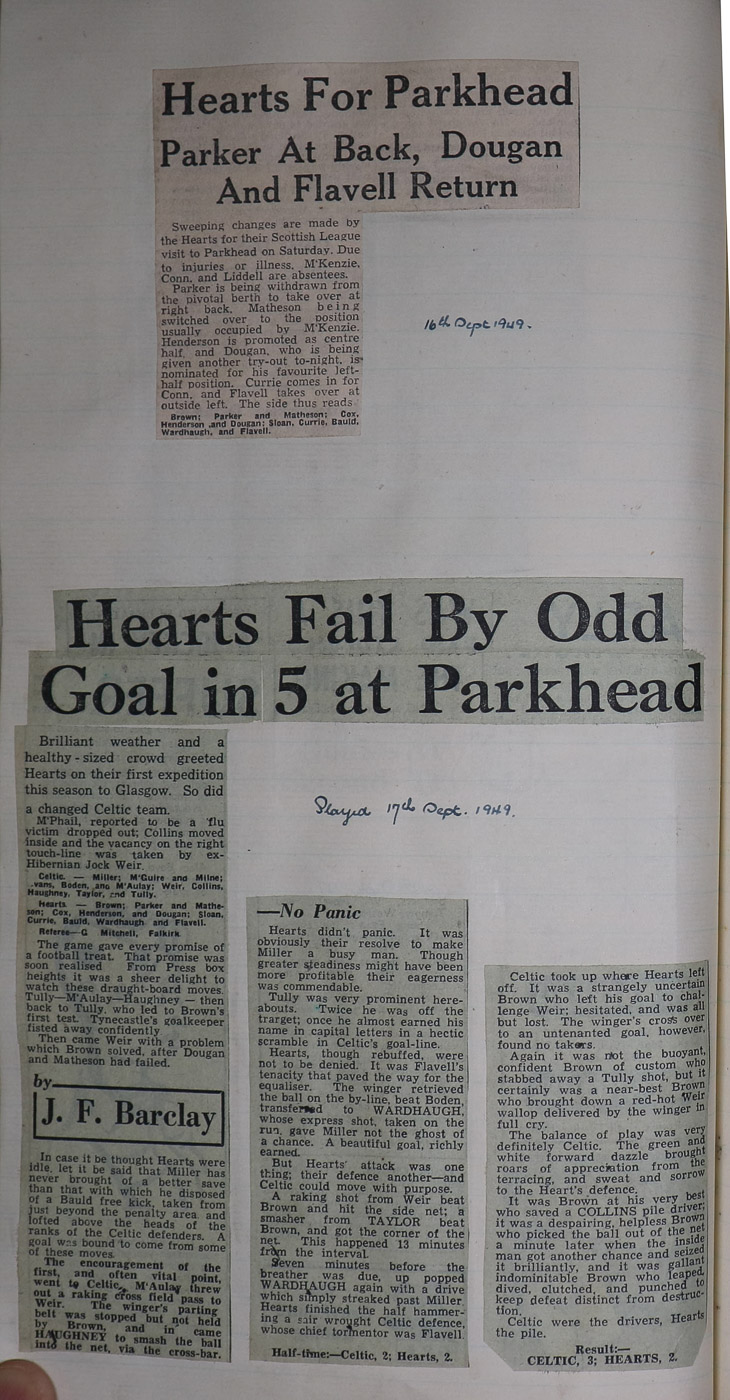 Hearts For Parkhead
Parker At Back, Dougan
And Flavell Return
Sweeping changes are made by
the Hearts for their Scottish League
visit to Parkhead on Saturday. Due
to injuries or illness, M'Kenzie,
Conn, and Liddell are absentees.
Parker is being withdrawn from
the pivotal berth to take over at
right back, Matheson being
switched over to the position
usually occupied by M'Kenzie.
Henderson is promoted as centre
half, and Dougan, who is being
given another try-out to-night, is
nominated for his favourite left-
half position. Currie comes in for
Conn, and Flavell takes over at
outside left. The side thus reads
Brown; Parker and Matheson; Cox,
Henderson and Dougan; Sloan, Currie, Bauld,
Wardhaugh, and Flavell.
16th Sept 1949.
Hearts Fail By Odd
Goal in 5 at Parkhead
Brilliant weather and a
healthy-sized crowd greeted
Hearts on their first expedition
this season to Glasgow. So did
a changed Celtic team.
M'Phail, reported to be a 'flu
victim dropped out; Collins moved
inside and the vacancy on the right
touch-line was taken by ex-
Hibernian Jock Weir.
Celtic. — Miller; M'Guire and Milne;
vans, Boden, and M'Aulay; Weir, Collins,
Haughney, Taylor, and Tully.
Hearts — Brown; Parker and Mathe-
son; Cox, Henderson, and Dougan; Sloan,
Currie, Bauld, Wardhaugh and Flavell.
Referee—G Mitchell, Falkirk
The game gave every promise of
a football treat. That promise was
soon realised From Press box
heights it was a sheer delight to
watch these draught-board moves.
Tully—M'Aulay—Haughney — then
back to Tully, who led to Brown's
first test. Tynecastle's goalkeeper
fisted away confidently
Then came Weir with a problem
which Brown solved, after Dougan
and Matheson had failed.
by—
J. F. Barclay
In case it be thought Hearts were
idle, let it be said that Miller has
never brought of a better save
than that with which he disposed
of a Bauld free kick, taken from
just beyond the penalty area and
lofted above the heads of the
ranks of the Celtic defenders. A
goal was bound to come from some
of these moves
The encouragement of the
first, and often vital point,
went to Celtic, M'Aulay threw
out a raking cross field pass to
Weir. The winger's parting
belt was stopped but not held
by Brown, and in came
HAUGHNEY to smash the ball
into the net, via the cross-bar.
Played 17th Sept. 1949.
—No Panic
Hearts didn't panic. It was
obviously their resolve to make
Miller a busy man. Though
greater steadiness might have been
more profitable their eagerness
was commendable.
Tully was very prominent here-
abouts. Twice he was off the
target; once he almost earned his
name in capital letters in a hectic
scramble in Celtic's goal-line.
Hearts, though rebuffed, were
not to be denied. It was Flavell's
tenacity that paved the way for the
equaliser. The winger retrieved
the ball on the by-line, beat Boden,
transferred to WARDHAUGH,
whose express shot, taken on the
run, gave Miller not the ghost of
a chance. A beautiful goal, richly
earned.
But Hearts' attack was one
thing; their defence another—and
Celtic could move with purpose.
A raking shot from Weir beat
Brown and hit the side net; a
smasher from TAYLOR beat
Brown, and got the corner of the
net. This happened 13 minutes
from the interval
Seven minutes before the
breather was due, up popped
WARDHAUGH again with a drive
which simply streaked past Miller.
Hearts finished the half hammer-
ing a sair wrought Celtic defence,
whose chief tormentor was Flavell.
Half-time:—Celtic, 2; Hearts, 2.
Celtic took up where Hearts left
off. It was a strangely uncertain
Brown who left his goal to chal-
lenge Weir; hesitated, and was all
but lost. The winger's cross over
to an untenanted goal, however,
found no takers.
Again it was not the buoyant,
confident Brown of custom who
stabbed away a Tully shot, but it
certainly was a near-best Brown
who brought down a red-hot Weir
wallop delivered by the winger in
full cry.
The balance of play was very
definitely Celtic. The green and
white forward dazzle brought
roars of appreciation from the
terracing, and sweat and sorrow
to the Heart's defence.
It was Brown at his very best
who saved a COLLINS pile driver;
it was a despairing, helpless Brown
who picked the ball out of the net
a minute later when the inside
man got another chance and seized
it brilliantly, and it was gallant
indominitable Brown who leaped,
dived, clutched, and punched to
keep defeat distinct from destruc-
tion.
Celtic were the drivers, Hearts
the pile.
Result:—
CELTIC, 3; HEARTS, 2.